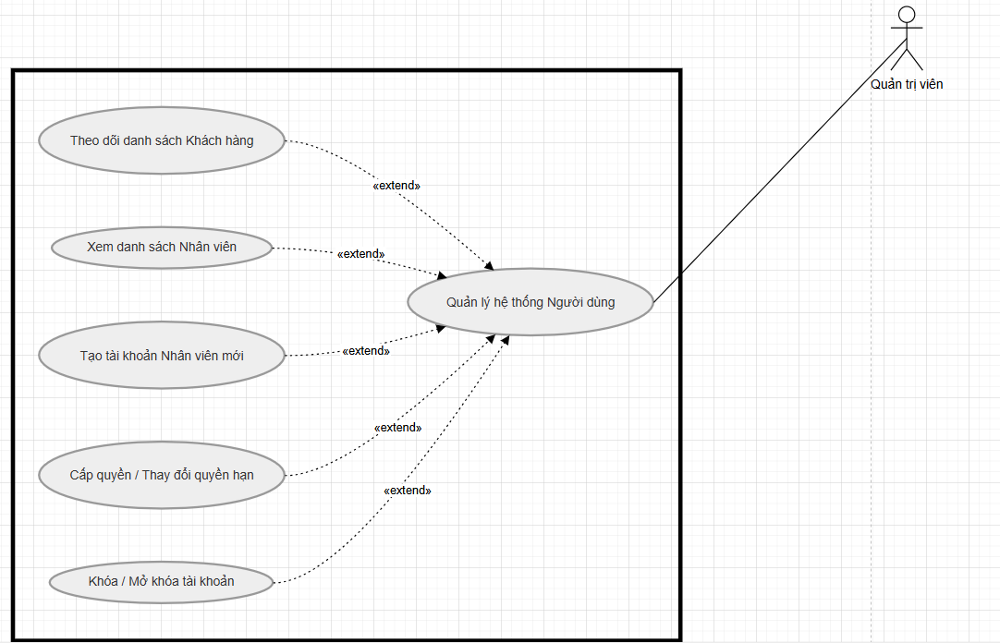 Quản trị viên
Theo dõi danh sách Khách hàng
«extend»
Xem danh sách Nhân viên
«extend»
Quản lý hệ thống Người dùng
Tạo tài khoản Nhân viên mới
«extend»
«extend»
Cấp quyền / Thay đổi quyền hạn
«extend»
Khóa / Mở khóa tài khoản